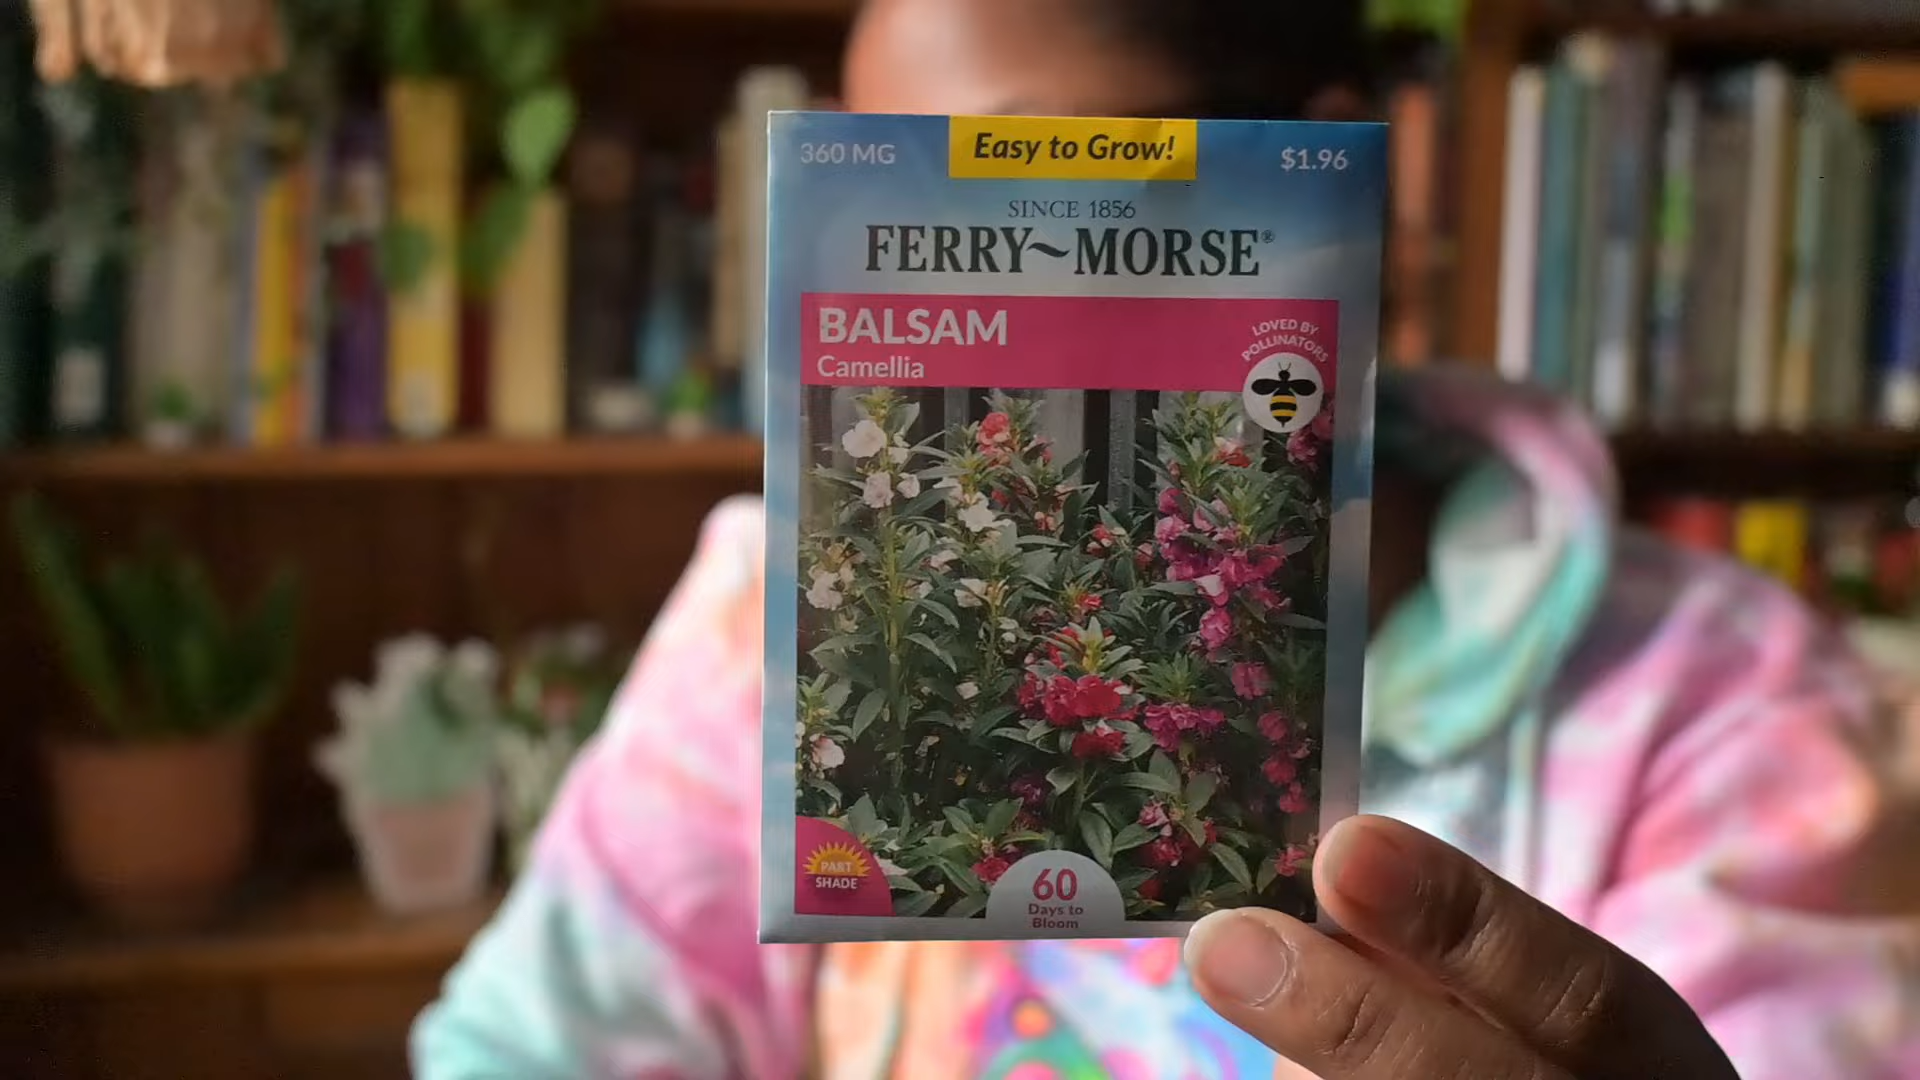 360 MG
Easy to Grow!
$1.96
SINCE 1856
FERRY~MORSE®
BALSAM
Camellia
LOVED BY
POLLINATORS
PART
SHADE
60
Days to
Bloom